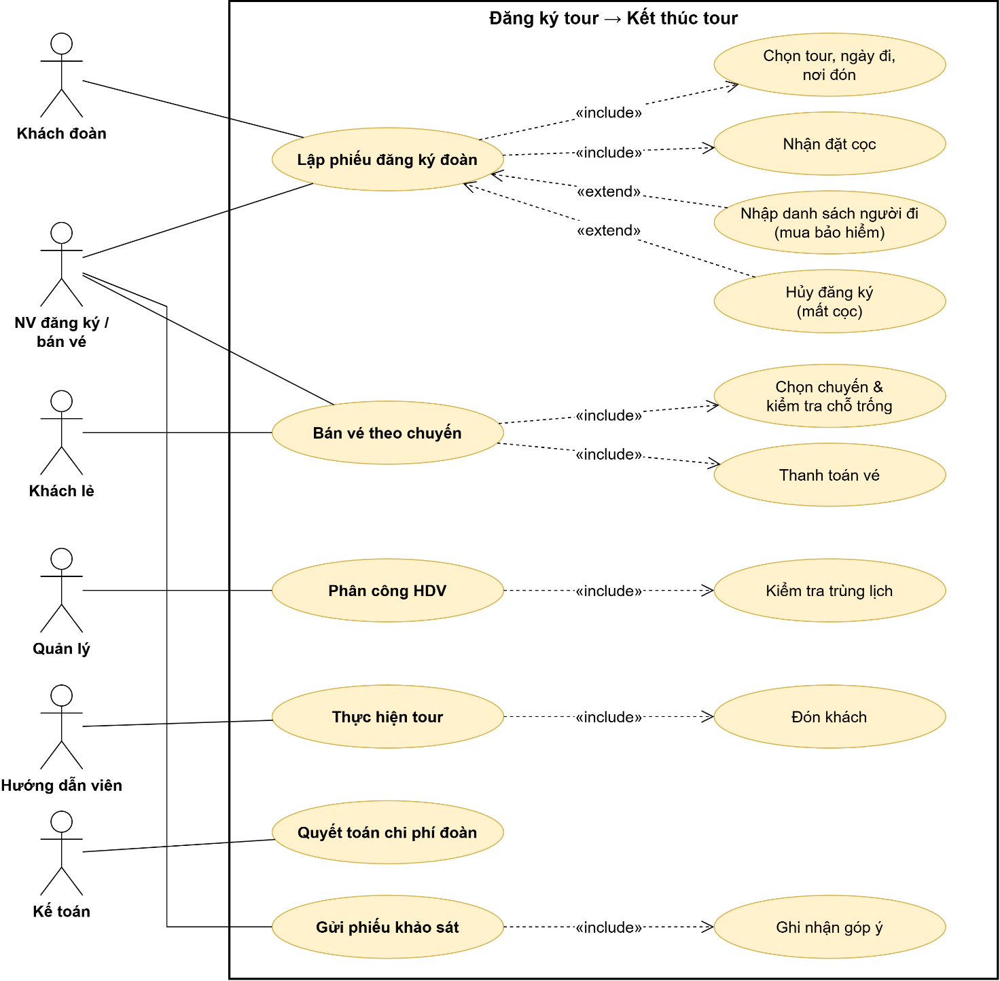 Đăng ký tour → Kết thúc tour
Khách đoàn
NV đăng ký /
bán vé
Khách lẻ
Quản lý
Hướng dẫn viên
Kế toán
Lập phiếu đăng ký đoàn
«include»
Chọn tour, ngày đi,
nơi đón
«include»
Nhận đặt cọc
«extend»
Nhập danh sách người đi
(mua bảo hiểm)
«extend»
Hủy đăng ký
(mất cọc)
Bán vé theo chuyến
«include»
Chọn chuyến &
kiểm tra chỗ trống
«include»
Thanh toán vé
Phân công HDV
«include»
Kiểm tra trùng lịch
Thực hiện tour
«include»
Đón khách
Quyết toán chi phí đoàn
Gửi phiếu khảo sát
«include»
Ghi nhận góp ý